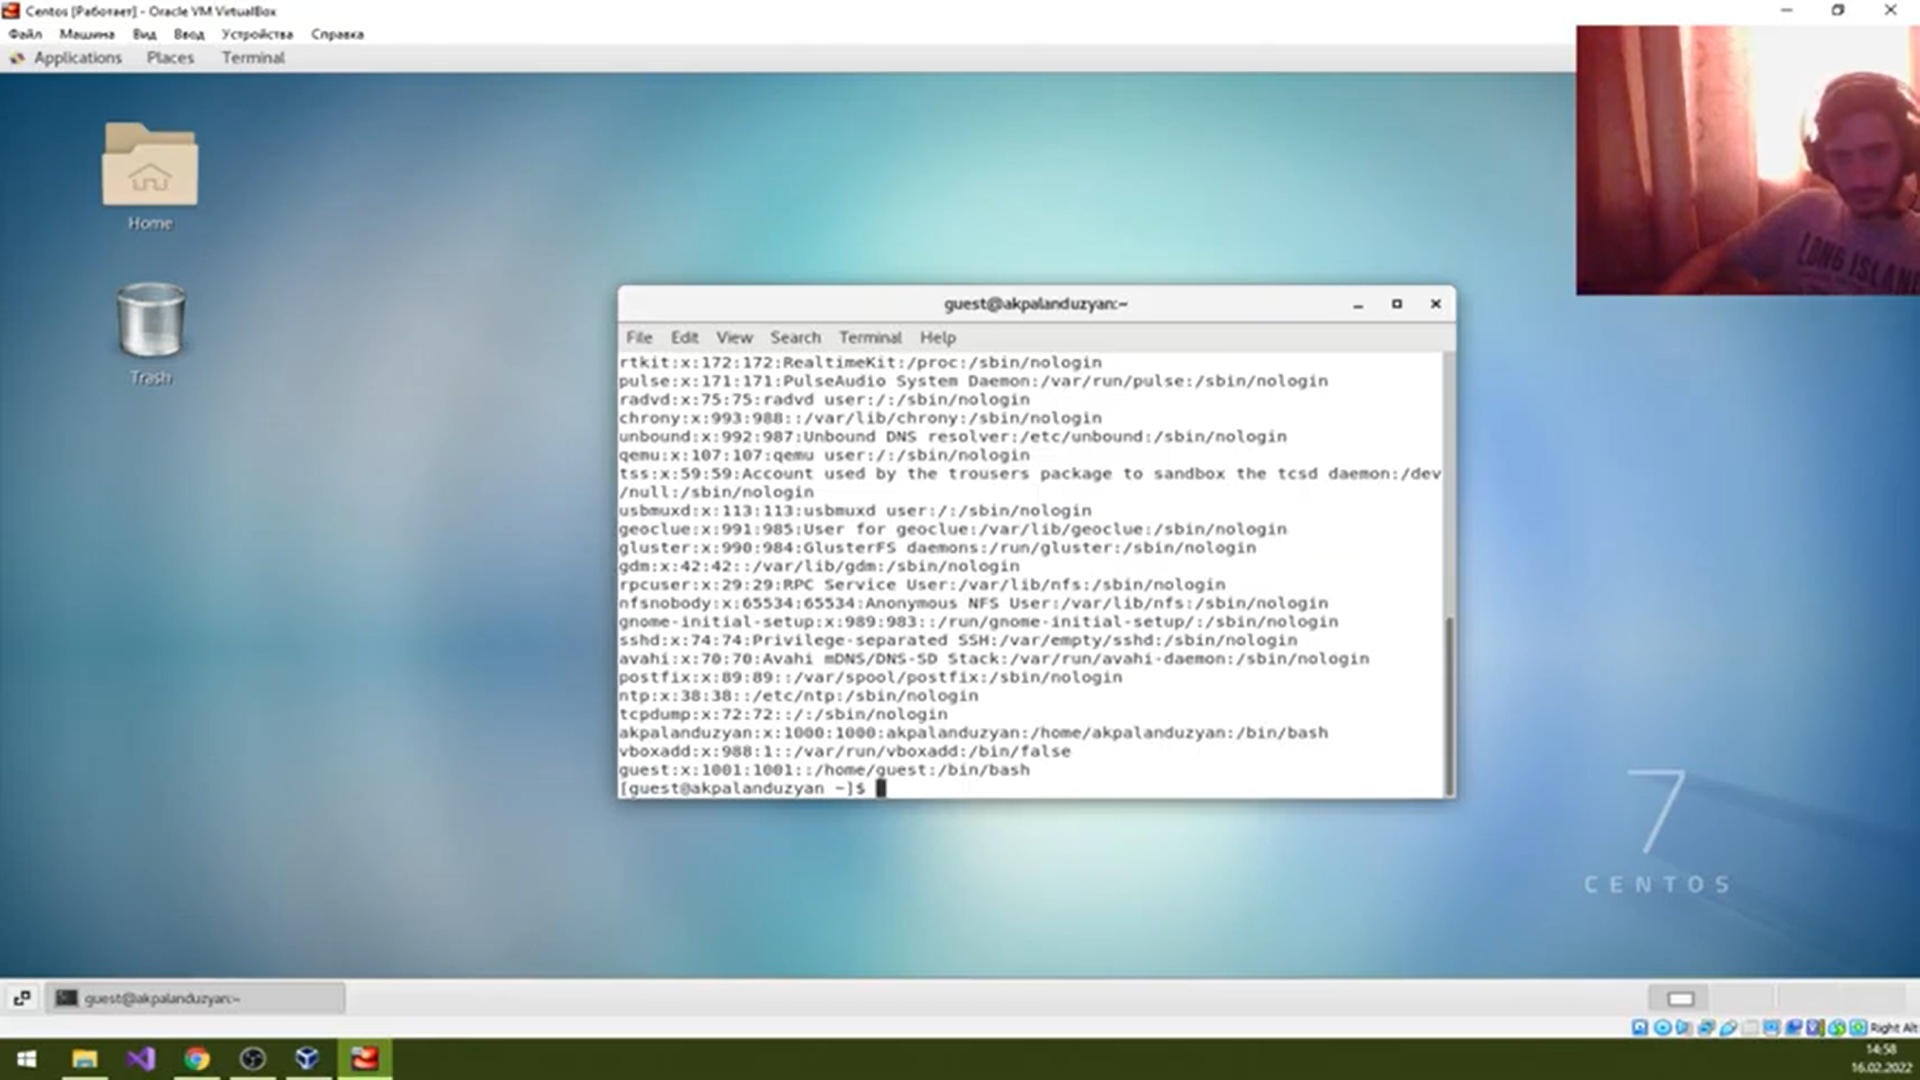 Centos [Работает] - Oracle VM VirtualBox
Файл Машина Вид Ввод Устройства Справка
Applications Places Terminal
LONG ISLAND
Home
Trash
guest@akpalanduzyan:~
File Edit View Search Terminal Help
rtkit:x:172:172:RealtimeKit:/proc:/sbin/nologin
pulse:x:171:171:PulseAudio System Daemon:/var/run/pulse:/sbin/nologin
radvd:x:75:75:radvd user:/:/sbin/nologin
chrony:x:993:988::/var/lib/chrony:/sbin/nologin
unbound:x:992:987:Unbound DNS resolver:/etc/unbound:/sbin/nologin
qemu:x:107:107:qemu user:/:/sbin/nologin
tss:x:59:59:Account used by the trousers package to sandbox the tcsd daemon:/dev
/null:/sbin/nologin
usbmuxd:x:113:113:usbmuxd user:/:/sbin/nologin
geoclue:x:991:985:User for geoclue:/var/lib/geoclue:/sbin/nologin
gluster:x:990:984:GlusterFS daemons:/run/gluster:/sbin/nologin
gdm:x:42:42::/var/lib/gdm:/sbin/nologin
rpcuser:x:29:29:RPC Service User:/var/lib/nfs:/sbin/nologin
nfsnobody:x:65534:65534:Anonymous NFS User:/var/lib/nfs:/sbin/nologin
gnome-initial-setup:x:989:983::/run/gnome-initial-setup/:/sbin/nologin
sshd:x:74:74:Privilege-separated SSH:/var/empty/sshd:/sbin/nologin
avahi:x:70:70:Avahi mDNS/DNS-SD Stack:/var/run/avahi-daemon:/sbin/nologin
postfix:x:89:89::/var/spool/postfix:/sbin/nologin
ntp:x:38:38::/etc/ntp:/sbin/nologin
tcpdump:x:72:72::/:/sbin/nologin
akpalanduzyan:x:1000:1000:akpalanduzyan:/home/akpalanduzyan:/bin/bash
vboxadd:x:988:1::/var/run/vboxadd:/bin/false
guest:x:1001:1001::/home/guest:/bin/bash
[guest@akpalanduzyan ~]$
7
CENTOS
guest@akpalanduzyan:~
Right Alt
14:58
16.02.2022